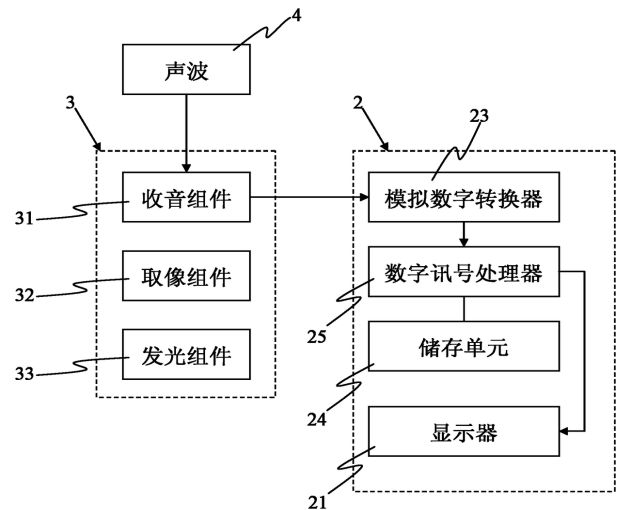 4
声波
3
2
23
收音组件
模拟数字转换器
31
取像组件
数字讯号处理器
32
25
发光组件
储存单元
33
24
显示器
21